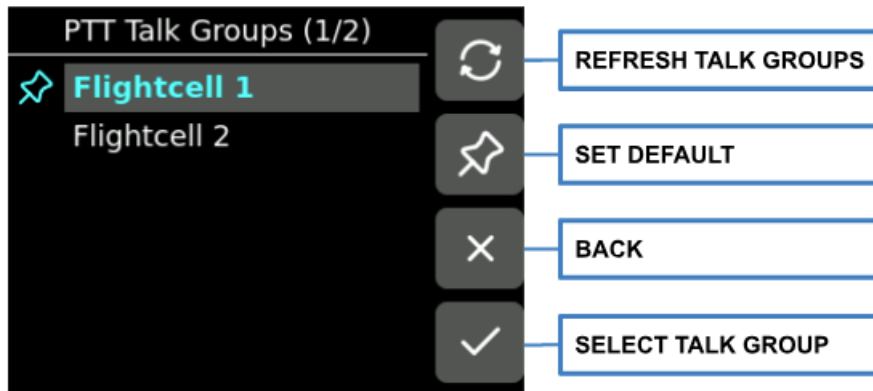 PTT Talk Groups (1/2)
Flightcell 1
Flightcell 2
REFRESH TALK GROUPS
SET DEFAULT
BACK
SELECT TALK GROUP